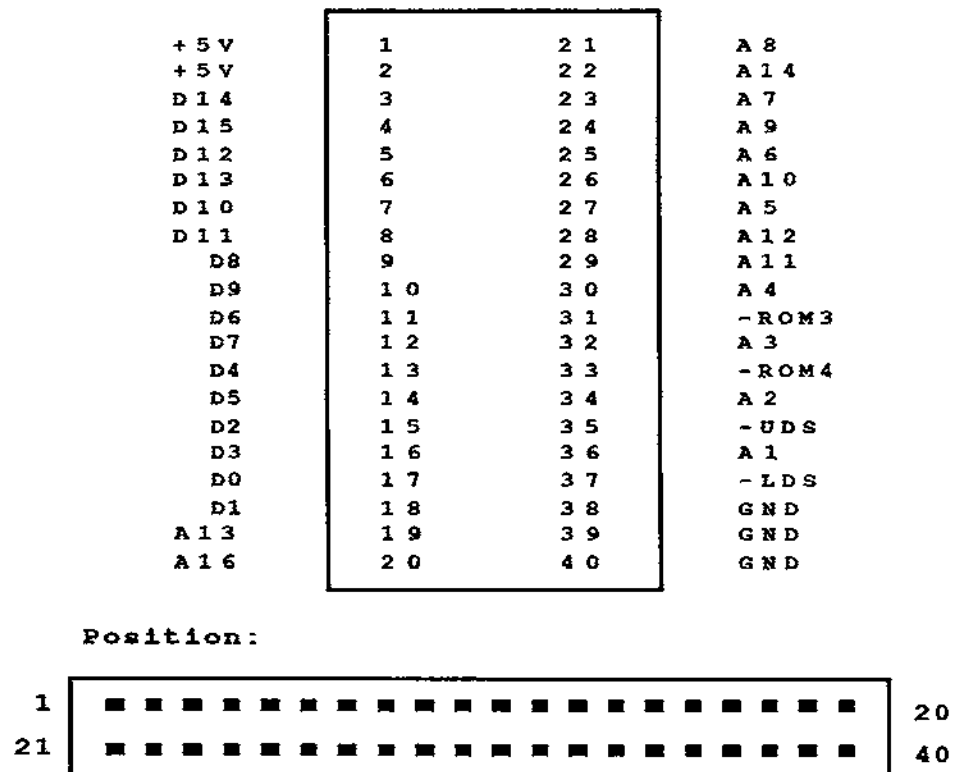 +5V 1 21 A8
+5V 2 22 A14
D14 3 23 A7
D15 4 24 A9
D12 5 25 A6
D13 6 26 A10
D10 7 27 A5
D11 8 28 A12
D8 9 29 A11
D9 10 30 A4
D6 11 31 -ROM3
D7 12 32 A3
D4 13 33 -ROM4
D5 14 34 A2
D2 15 35 -UDS
D3 16 36 A1
D0 17 37 -LDS
D1 18 38 GND
A13 19 39 GND
A16 20 40 GND
Position:
1 20
21 40